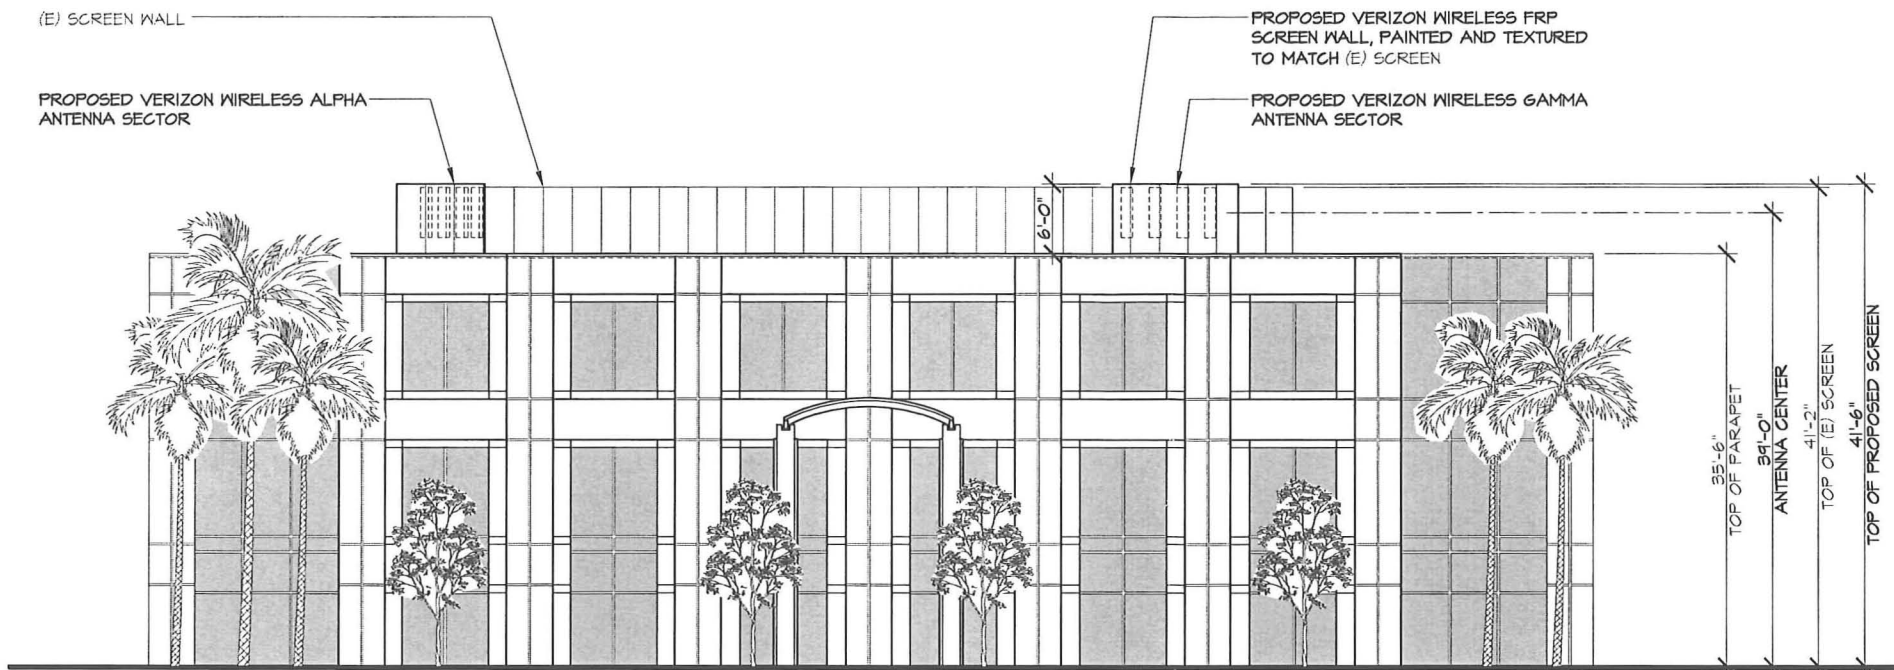 (E) SCREEN WALL
PROPOSED VERIZON WIRELESS ALPHA
ANTENNA SECTOR
PROPOSED VERIZON WIRELESS FRP
SCREEN WALL, PAINTED AND TEXTURED
TO MATCH (E) SCREEN
PROPOSED VERIZON WIRELESS GAMMA
ANTENNA SECTOR
6'-0"
35'-6"
TOP OF PARAPET
39'-0"
ANTENNA CENTER
41'-2"
TOP OF (E) SCREEN
41'-6"
TOP OF PROPOSED SCREEN